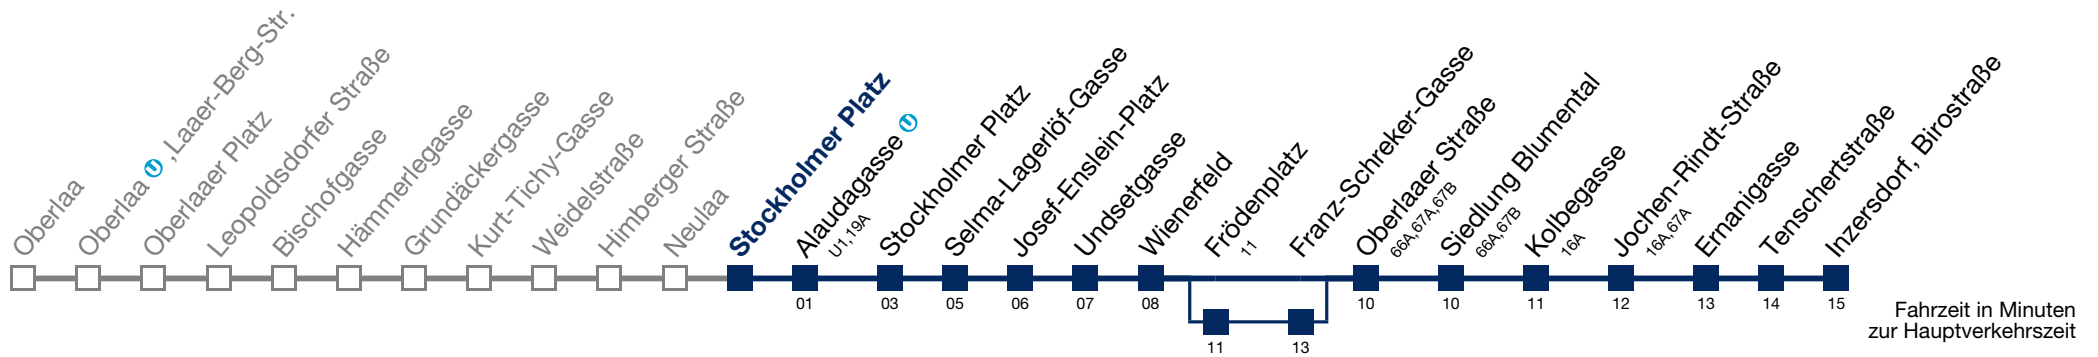 Oberlaa
Oberlaa U , Laaer-Berg-Str.
Oberlaaer Platz
Leopoldsdorfer Straße
Bischofgasse
Hämmerlegasse
Grundäckergasse
Kurt-Tichy-Gasse
Weidelstraße
Himberger Straße
Neulaa
Stockholmer Platz
Alaudagasse U
U1, 19A
Stockholmer Platz
Selma-Lagerlöf-Gasse
Josef-Enslein-Platz
Undsetgasse
Wienerfeld
Frödenplatz
11
Franz-Schreker-Gasse
Oberlaaer Straße
66A,67A,67B
Siedlung Blumental
66A,67B
Kolbegasse
16A
Jochen-Rindt-Straße
16A,67A
Ernanigasse
Tenschertstraße
Inzersdorf, Birostraße
01 03 05 06 07 08 10 10 11 12 13 14 15
11 13
Fahrzeit in Minuten
zur Hauptverkehrszeit